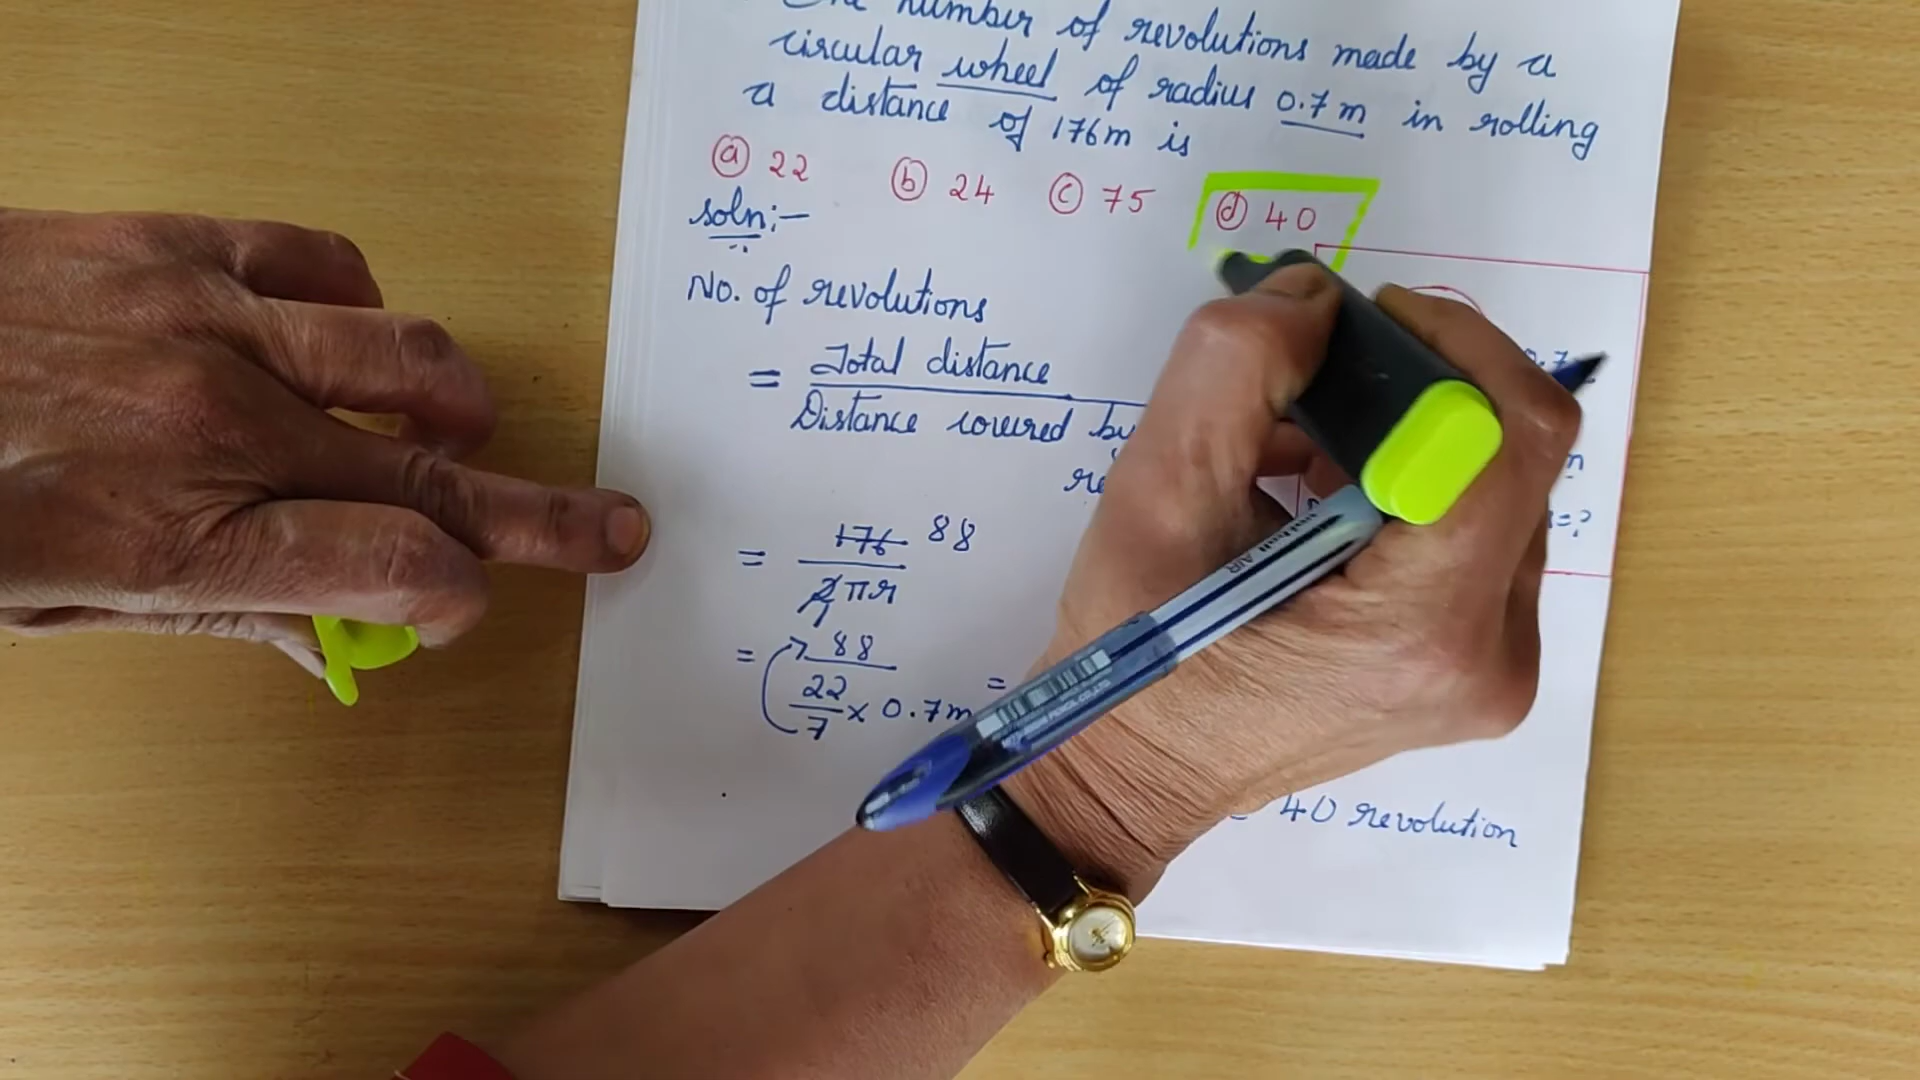 number of revolutions made by a
circular wheel of radius 0.7 m in rolling
a distance of 176m is
ⓐ 22 ⓑ 24 ⓒ 75 ⓓ 40
soln:-
No. of revolutions
= Total distance
Distance covered by
= 176 88
2πr
= 88
22
7 × 0.7m =
40 revolution